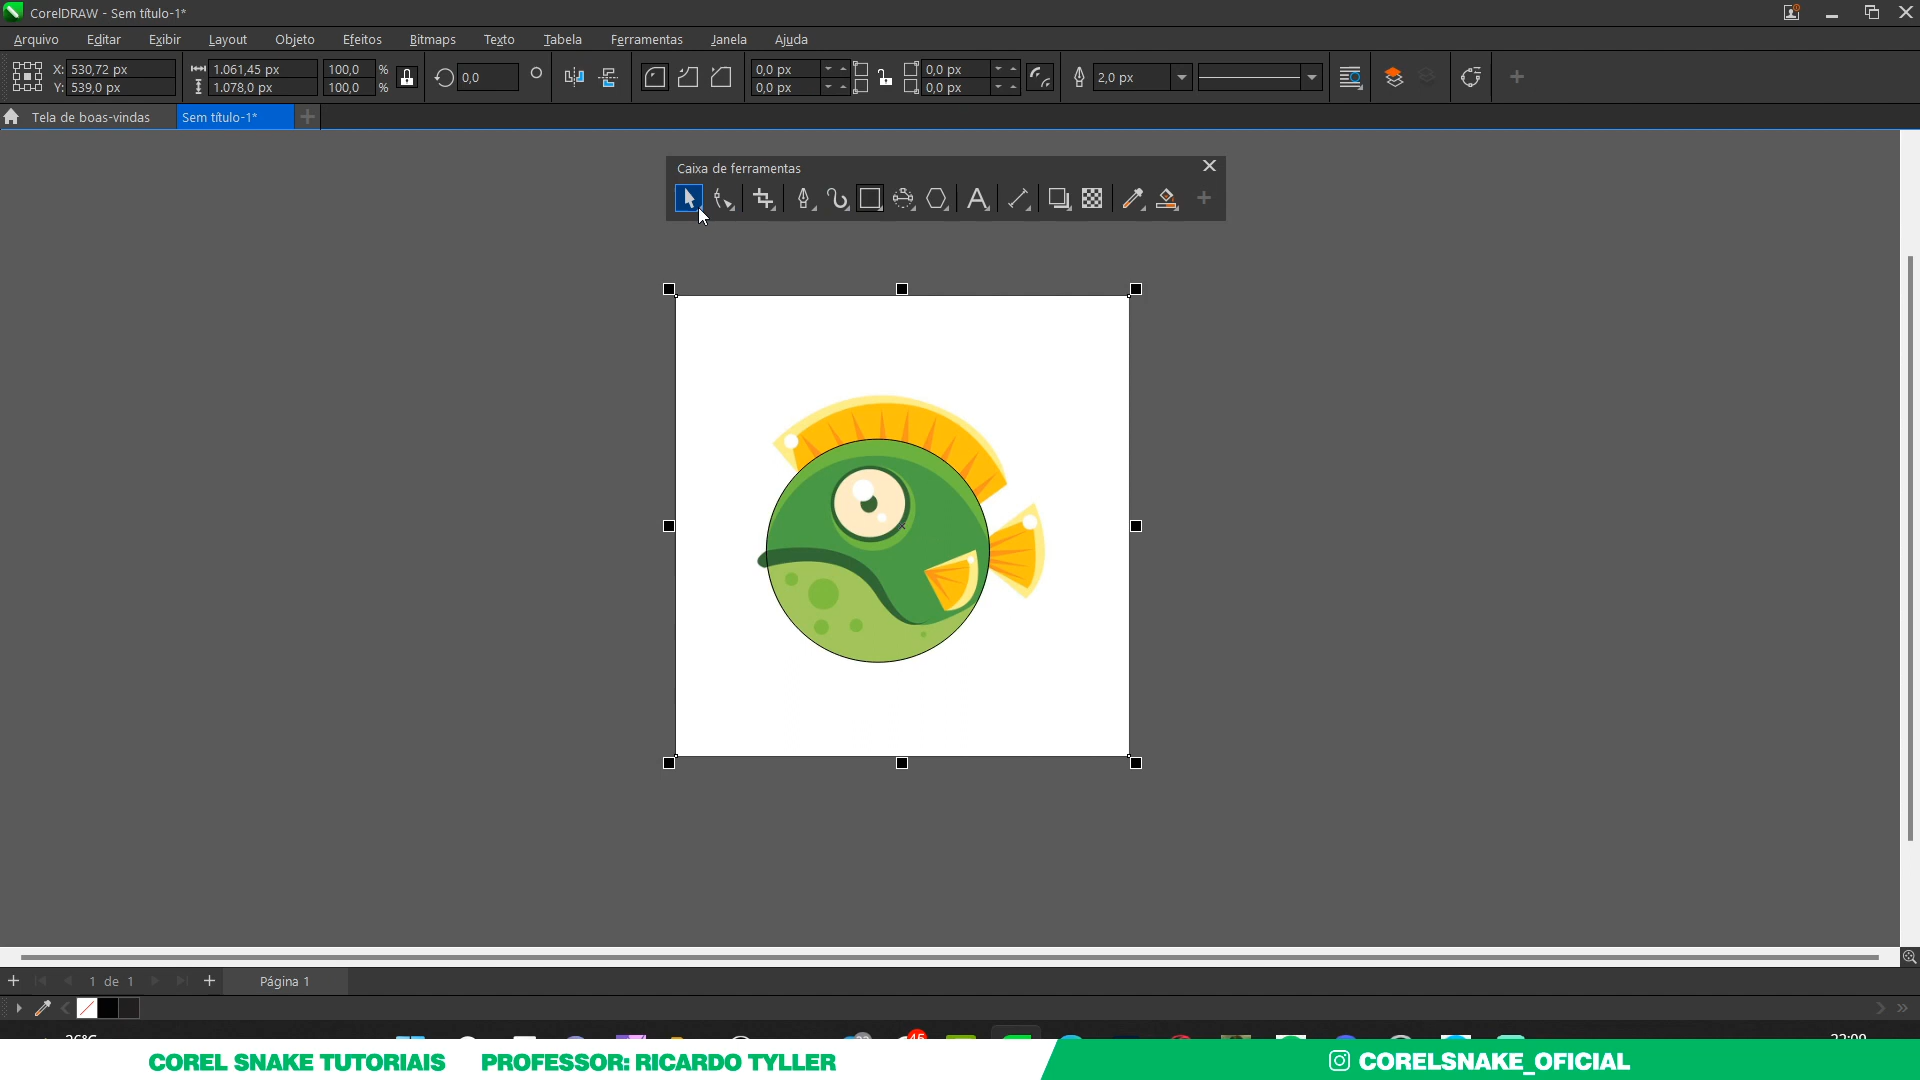 CorelDRAW - Sem título-1*
Arquivo Editar Exibir Layout Objeto Efeitos Bitmaps Texto Tabela Ferramentas Janela Ajuda
X: 530,72 px 1.061,45 px 100,0 % 0,0 0,0 px 0,0 px 2,0 px
Y: 539,0 px 1.078,0 px 100,0 % 0,0 px 0,0 px
Tela de boas-vindas Sem título-1*
Caixa de ferramentas
1 de 1 Página 1
COREL SNAKE TUTORIAIS PROFESSOR: RICARDO TYLLER CORELSNAKE_OFICIAL